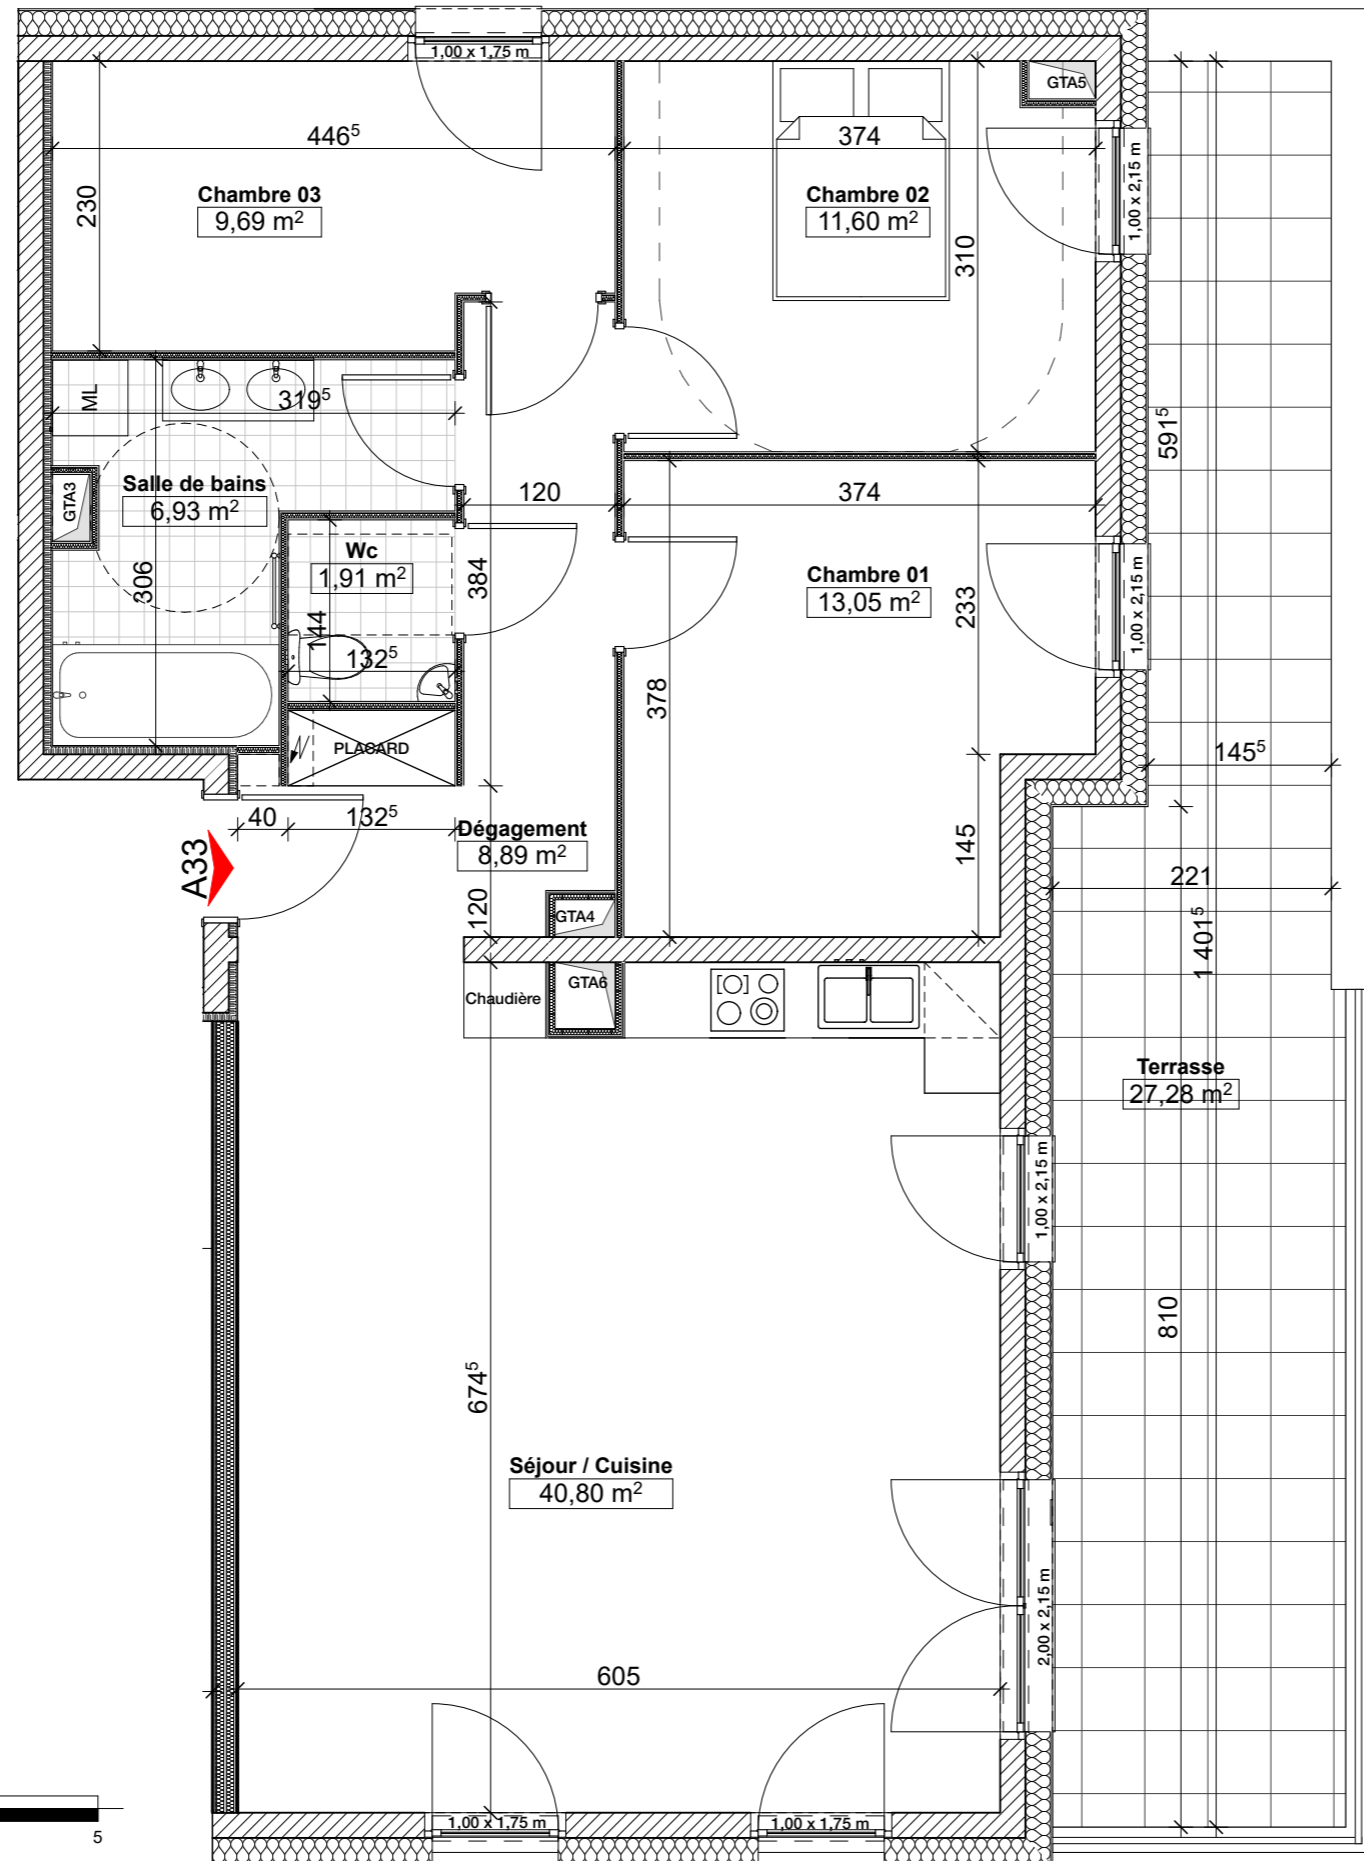 1,00 x 1,75 m
GTA5
446⁵
374
1,00 x 2,15 m
Chambre 03
9,69 m²
Chambre 02
11,60 m²
230
310
ML
319⁵
5915
GTA3
Salle de bains
6,93 m²
120
374
Wc
1,91 m²
384
Chambre 01
13,05 m²
233
1,00 x 2,15 m
306
144
132⁵
378
PLACARD
145⁵
40
132⁵
Dégagement
8,89 m²
145
A33
221
120
GTA4
1 401⁵
Chaudière
GTA6
Terrasse
27,28 m²
1,00 x 2,15 m
810
674⁵
Séjour / Cuisine
40,80 m²
2,00 x 2,15 m
605
1,00 x 1,75 m
1,00 x 1,75 m
5